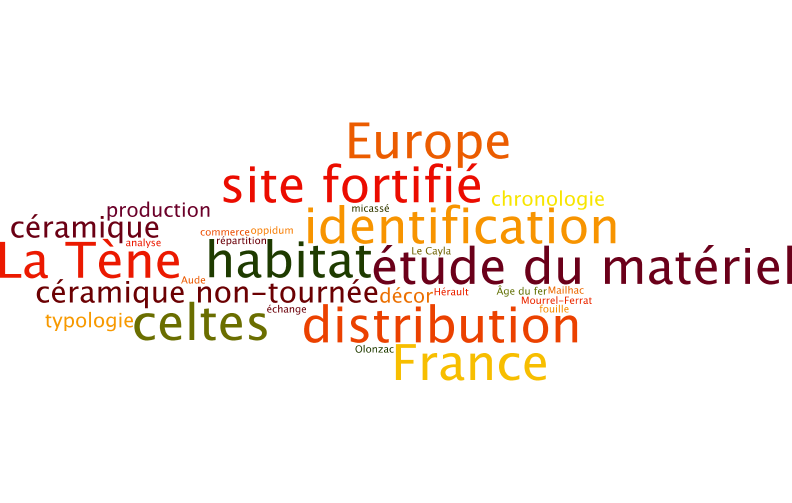 Europe
site fortifié
chronologie
production
micassé
céramique
identification
commerce
oppidum
analyse
répartition
La Tène
habitat
Le Cayla
étude du matériel
Aude
céramique non-tournée
décor
Hérault
Âge du fer
Mailhac
Mourrel-Ferrat
typologie
celtes
échange
distribution
fouille
Olonzac
France